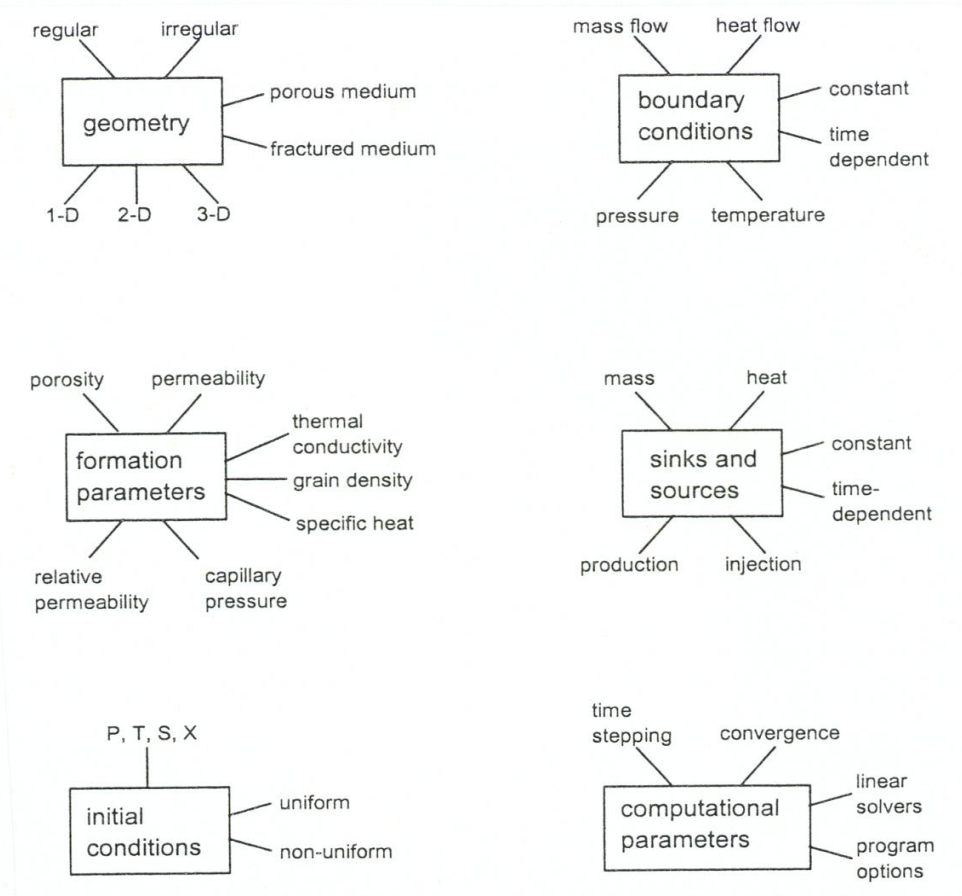 regular irregular
geometry
porous medium
fractured medium
1-D 2-D 3-D
mass flow heat flow
boundary
conditions
constant
time
dependent
pressure temperature
porosity permeability
formation
parameters
thermal
conductivity
grain density
specific heat
relative
permeability
capillary
pressure
mass heat
sinks and
sources
constant
time-
dependent
production injection
P, T, S, X
initial
conditions
uniform
non-uniform
time
stepping
convergence
computational
parameters
linear
solvers
program
options